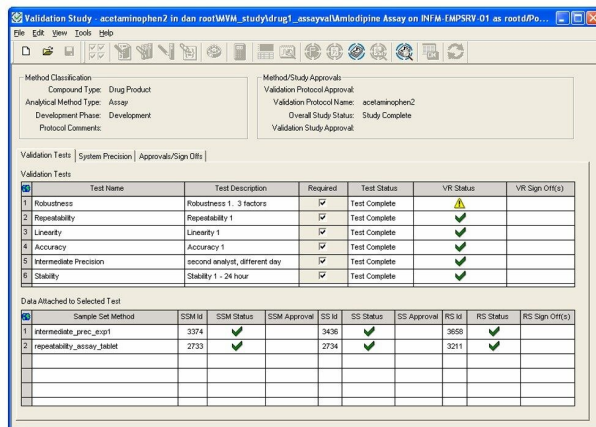 Validation Study - acetaminophen2 in dan root\MVM_study\drug1_assayval\Amlodipine Assay on INFM-EMPSRV-01 as rootd/Po...
File Edit View Tools Help
Method Classification
Compound Type: Drug Product
Analytical Method Type: Assay
Development Phase: Development
Protocol Comments:
Method/Study Approvals
Validation Protocol Approval:
Validation Protocol Name: acetaminophen2
Overall Study Status: Study Complete
Validation Study Approval:
Validation Tests System Precision Approvals/Sign Offs
Validation Tests
Test Name Test Description Required Test Status VR Status VR Sign Off(s)
1 Robustness Robustness 1. 3 factors Test Complete
2 Repeatability Repeatability 1 Test Complete
3 Linearity Linearity 1 Test Complete
4 Accuracy Accuracy 1 Test Complete
5 Intermediate Precision second analyst, different day Test Complete
6 Stability Stability 1 - 24 hour Test Complete
Data Attached to Selected Test
Sample Set Method SSM Id SSM Status SSM Approval SS Id SS Status SS Approval RS Id RS Status RS Sign Off(s)
1 intermediate_prec_exp1 3374 3436 3658
2 repeatability_assay_tablet 2733 2734 3211